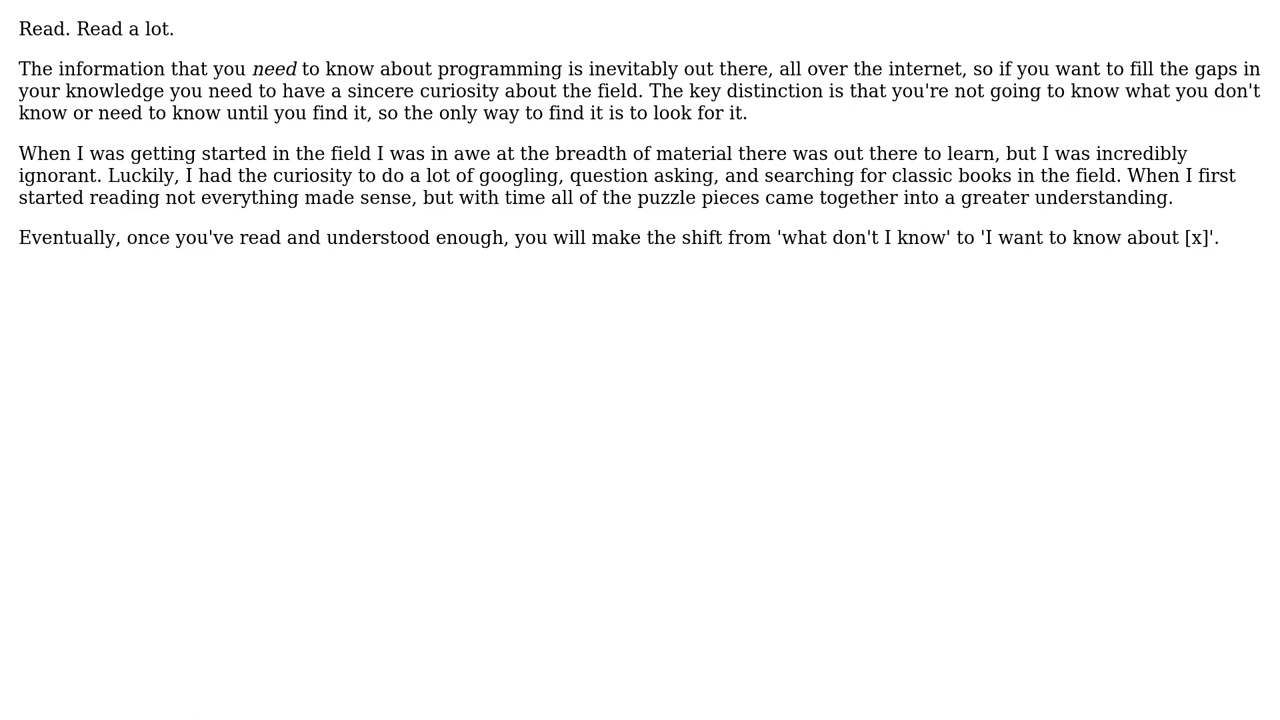 Read. Read a lot.
The information that you need to know about programming is inevitably out there, all over the internet, so if you want to fill the gaps in
your knowledge you need to have a sincere curiosity about the field. The key distinction is that you're not going to know what you don't
know or need to know until you find it, so the only way to find it is to look for it.
When I was getting started in the field I was in awe at the breadth of material there was out there to learn, but I was incredibly
ignorant. Luckily, I had the curiosity to do a lot of googling, question asking, and searching for classic books in the field. When I first
started reading not everything made sense, but with time all of the puzzle pieces came together into a greater understanding.
Eventually, once you've read and understood enough, you will make the shift from 'what don't I know' to 'I want to know about [x]'.